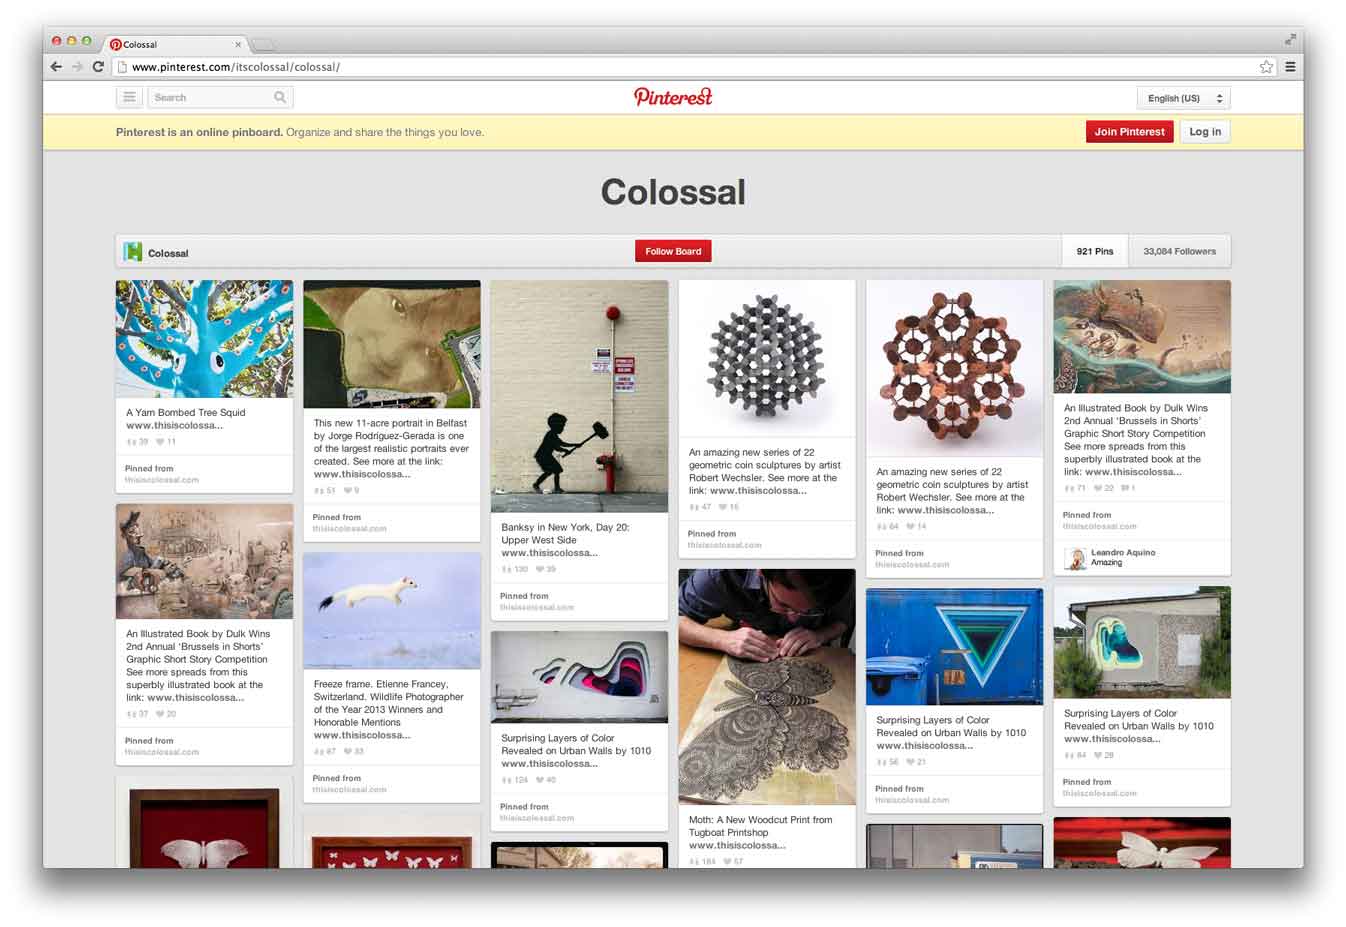 Colossal
www.pinterest.com/itscolossal/colossal/
Search
Pinterest
English (US)
Pinterest is an online pinboard. Organize and share the things you love.
Join Pinterest
Log in
Colossal
Colossal
Follow Board
921 Pins
33,084 Followers
A Yarn Bombed Tree Squid
www.thisiscolossa...
39 11
Pinned from
thisiscolossal.com
An Illustrated Book by Dulk Wins
2nd Annual ‘Brussels in Shorts’
Graphic Short Story Competition
See more spreads from this
superbly illustrated book at the
link: www.thisiscolossa...
37 20
Pinned from
thisiscolossal.com
This new 11-acre portrait in Belfast
by Jorge Rodriguez-Gerada is one
of the largest realistic portraits ever
created. See more at the link:
www.thisiscolossa...
51 9
Pinned from
thisiscolossal.com
Freeze frame. Etienne Francey,
Switzerland. Wildlife Photographer
of the Year 2013 Winners and
Honorable Mentions
www.thisiscolossa...
87 33
Pinned from
thisiscolossal.com
Banksy in New York, Day 20:
Upper West Side
www.thisiscolossa...
130 39
Pinned from
thisiscolossal.com
Surprising Layers of Color
Revealed on Urban Walls by 1010
www.thisiscolossa...
124 40
Pinned from
thisiscolossal.com
An amazing new series of 22
geometric coin sculptures by artist
Robert Wechsler. See more at the
link: www.thisiscolossa...
47 16
Pinned from
thisiscolossal.com
Moth: A New Woodcut Print from
Tugboat Printshop
www.thisiscolossa...
184 57
An amazing new series of 22
geometric coin sculptures by artist
Robert Wechsler. See more at the
link: www.thisiscolossa...
64 14
Pinned from
thisiscolossal.com
Surprising Layers of Color
Revealed on Urban Walls by 1010
www.thisiscolossa...
56 21
Pinned from
thisiscolossal.com
An Illustrated Book by Dulk Wins
2nd Annual ‘Brussels in Shorts’
Graphic Short Story Competition
See more spreads from this
superbly illustrated book at the
link: www.thisiscolossa...
71 22 1
Pinned from
thisiscolossal.com
Leandro Aquino
Amazing
Surprising Layers of Color
Revealed on Urban Walls by 1010
www.thisiscolossa...
84 28
Pinned from
thisiscolossal.com